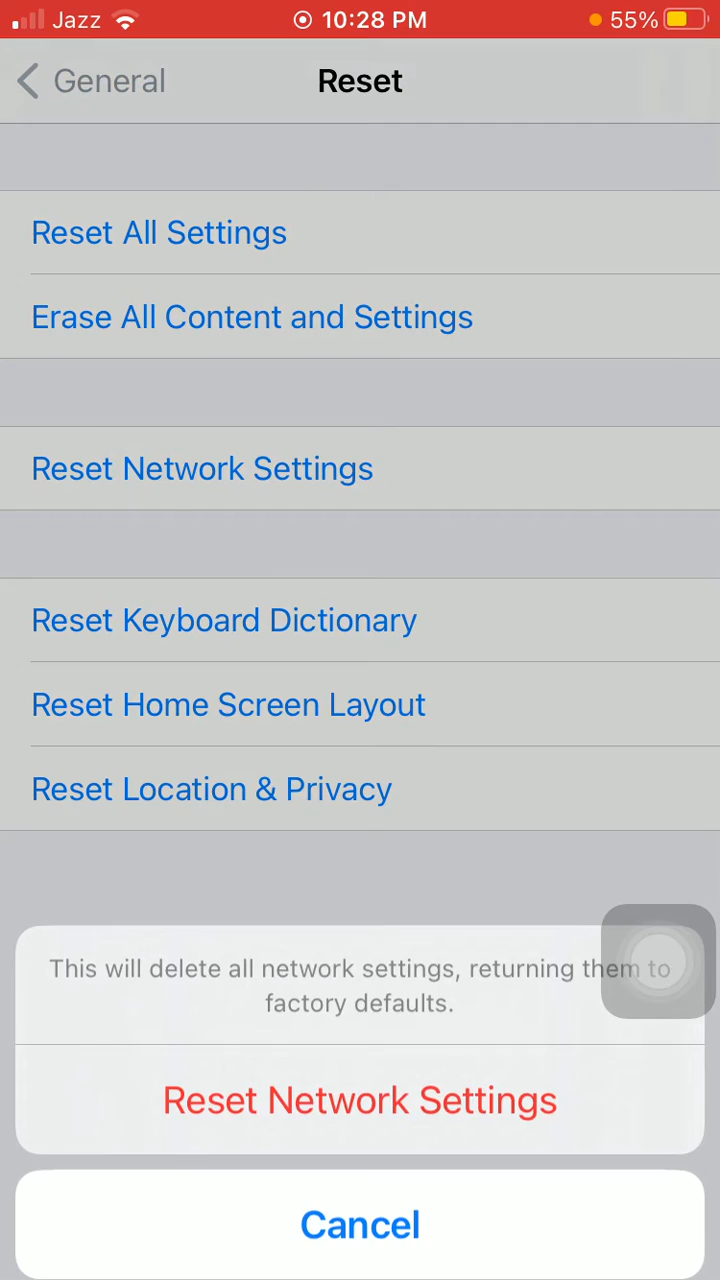 Jazz 10:28 PM 55%
General Reset
Reset All Settings
Erase All Content and Settings
Reset Network Settings
Reset Keyboard Dictionary
Reset Home Screen Layout
Reset Location & Privacy
This will delete all network settings, returning them to
factory defaults.
Reset Network Settings
Cancel